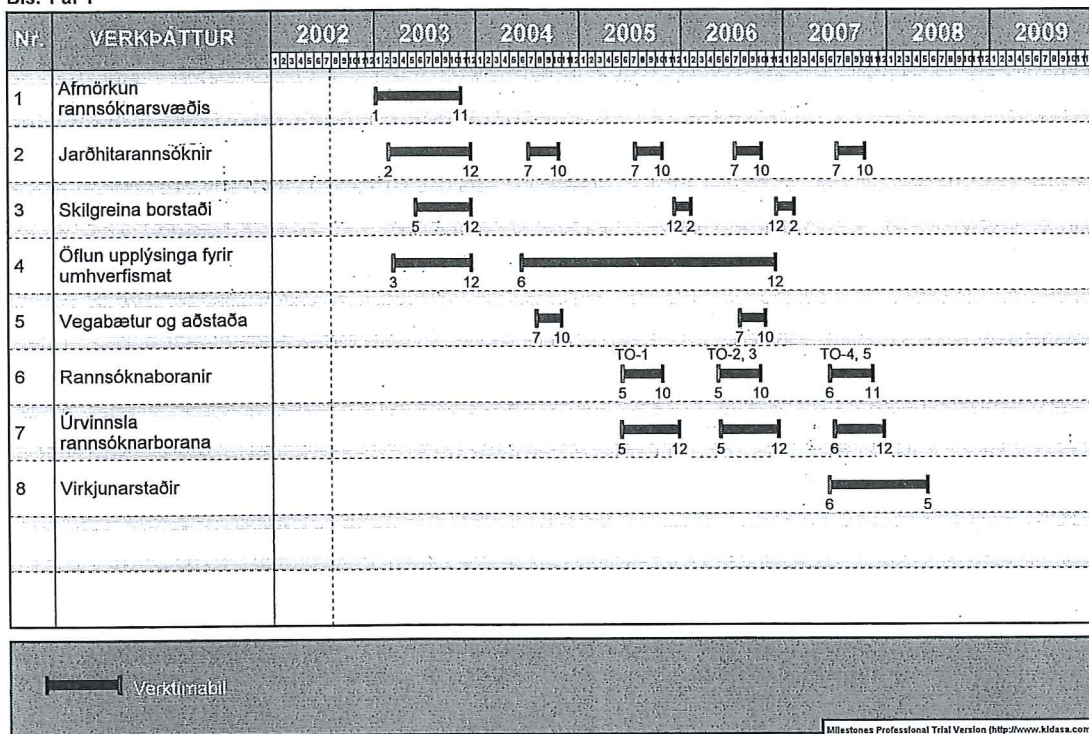 Bls. 1 af 1
Nr. VERKÞÁTTUR 2002 2003 2004 2005 2006 2007 2008 2009
1 Afmörkun
rannsóknarsvæðis
1 11
2 Jarðhitarannsóknir
2 12 7 10 7 10 7 10 7 10
3 Skilgreina borstaði
5 12 12 2 12 2
4 Öflun upplýsinga fyrir
umhverfismat
3 12 6 12
5 Vegabætur og aðstaða
7 10 7 10
TO-1 TO-2, 3 TO-4, 5
6 Rannsóknaboranir
5 10 5 10 6 11
7 Úrvinnsla
rannsóknarborana
5 12 5 12 6 12
8 Virkjunarstaðir
6 5
Verktímabil
Milestones Professional Trial Version (http://www.kidasa.com